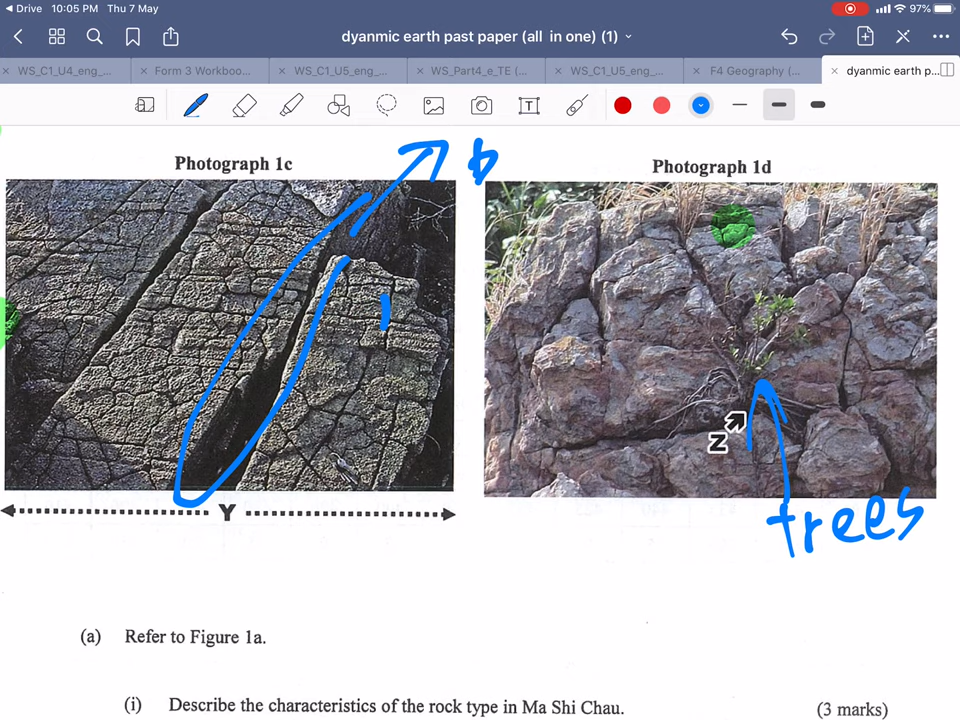 Drive 10:05 PM Thu 7 May 97%
dyanmic earth past paper (all in one) (1)
WS_C1_U4_eng_... Form 3 Workboo... WS_C1_U5_eng_... WS_Part4_e_TE (... WS_C1_U5_eng_... F4 Geography (... dyanmic earth p...
T
Photograph 1c
Photograph 1d
Y
Z
trees
(a) Refer to Figure 1a.
(i) Describe the characteristics of the rock type in Ma Shi Chau. (3 marks)